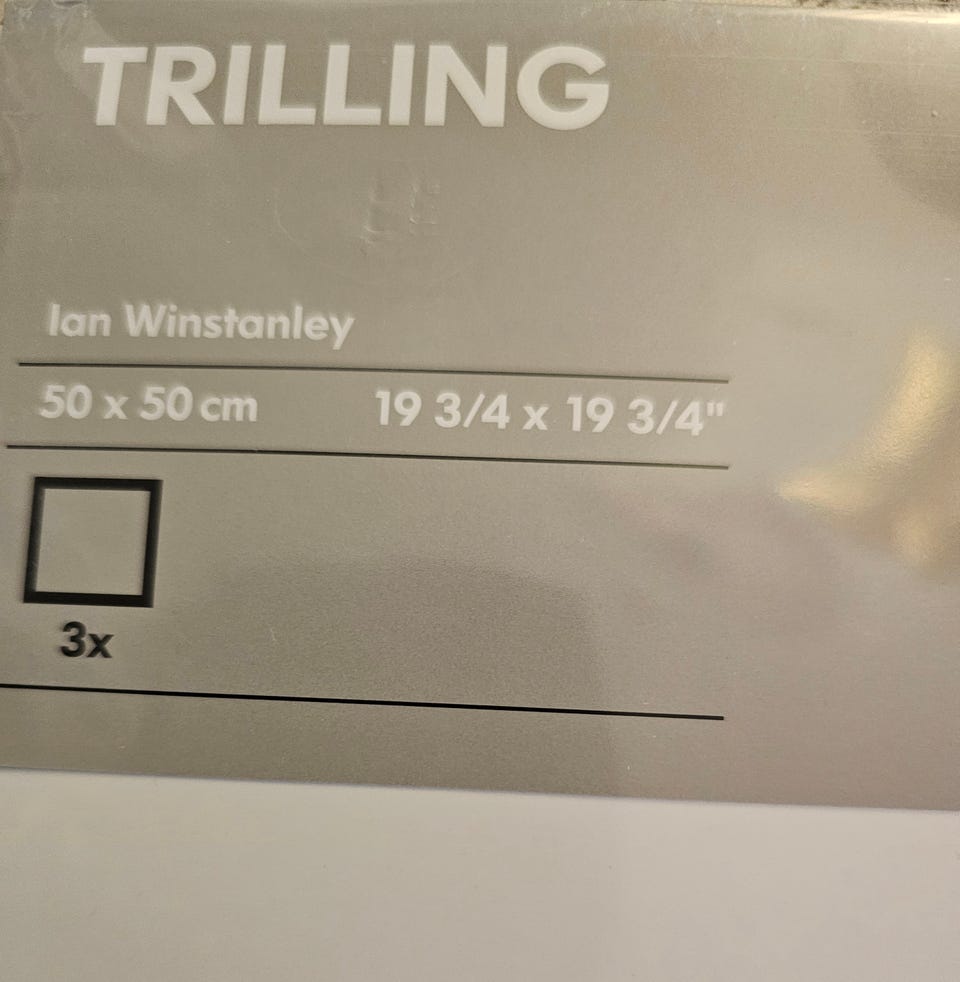 TRILLING
Ian Winstanley
50 x 50 cm 19 3/4 x 19 3/4"
3x